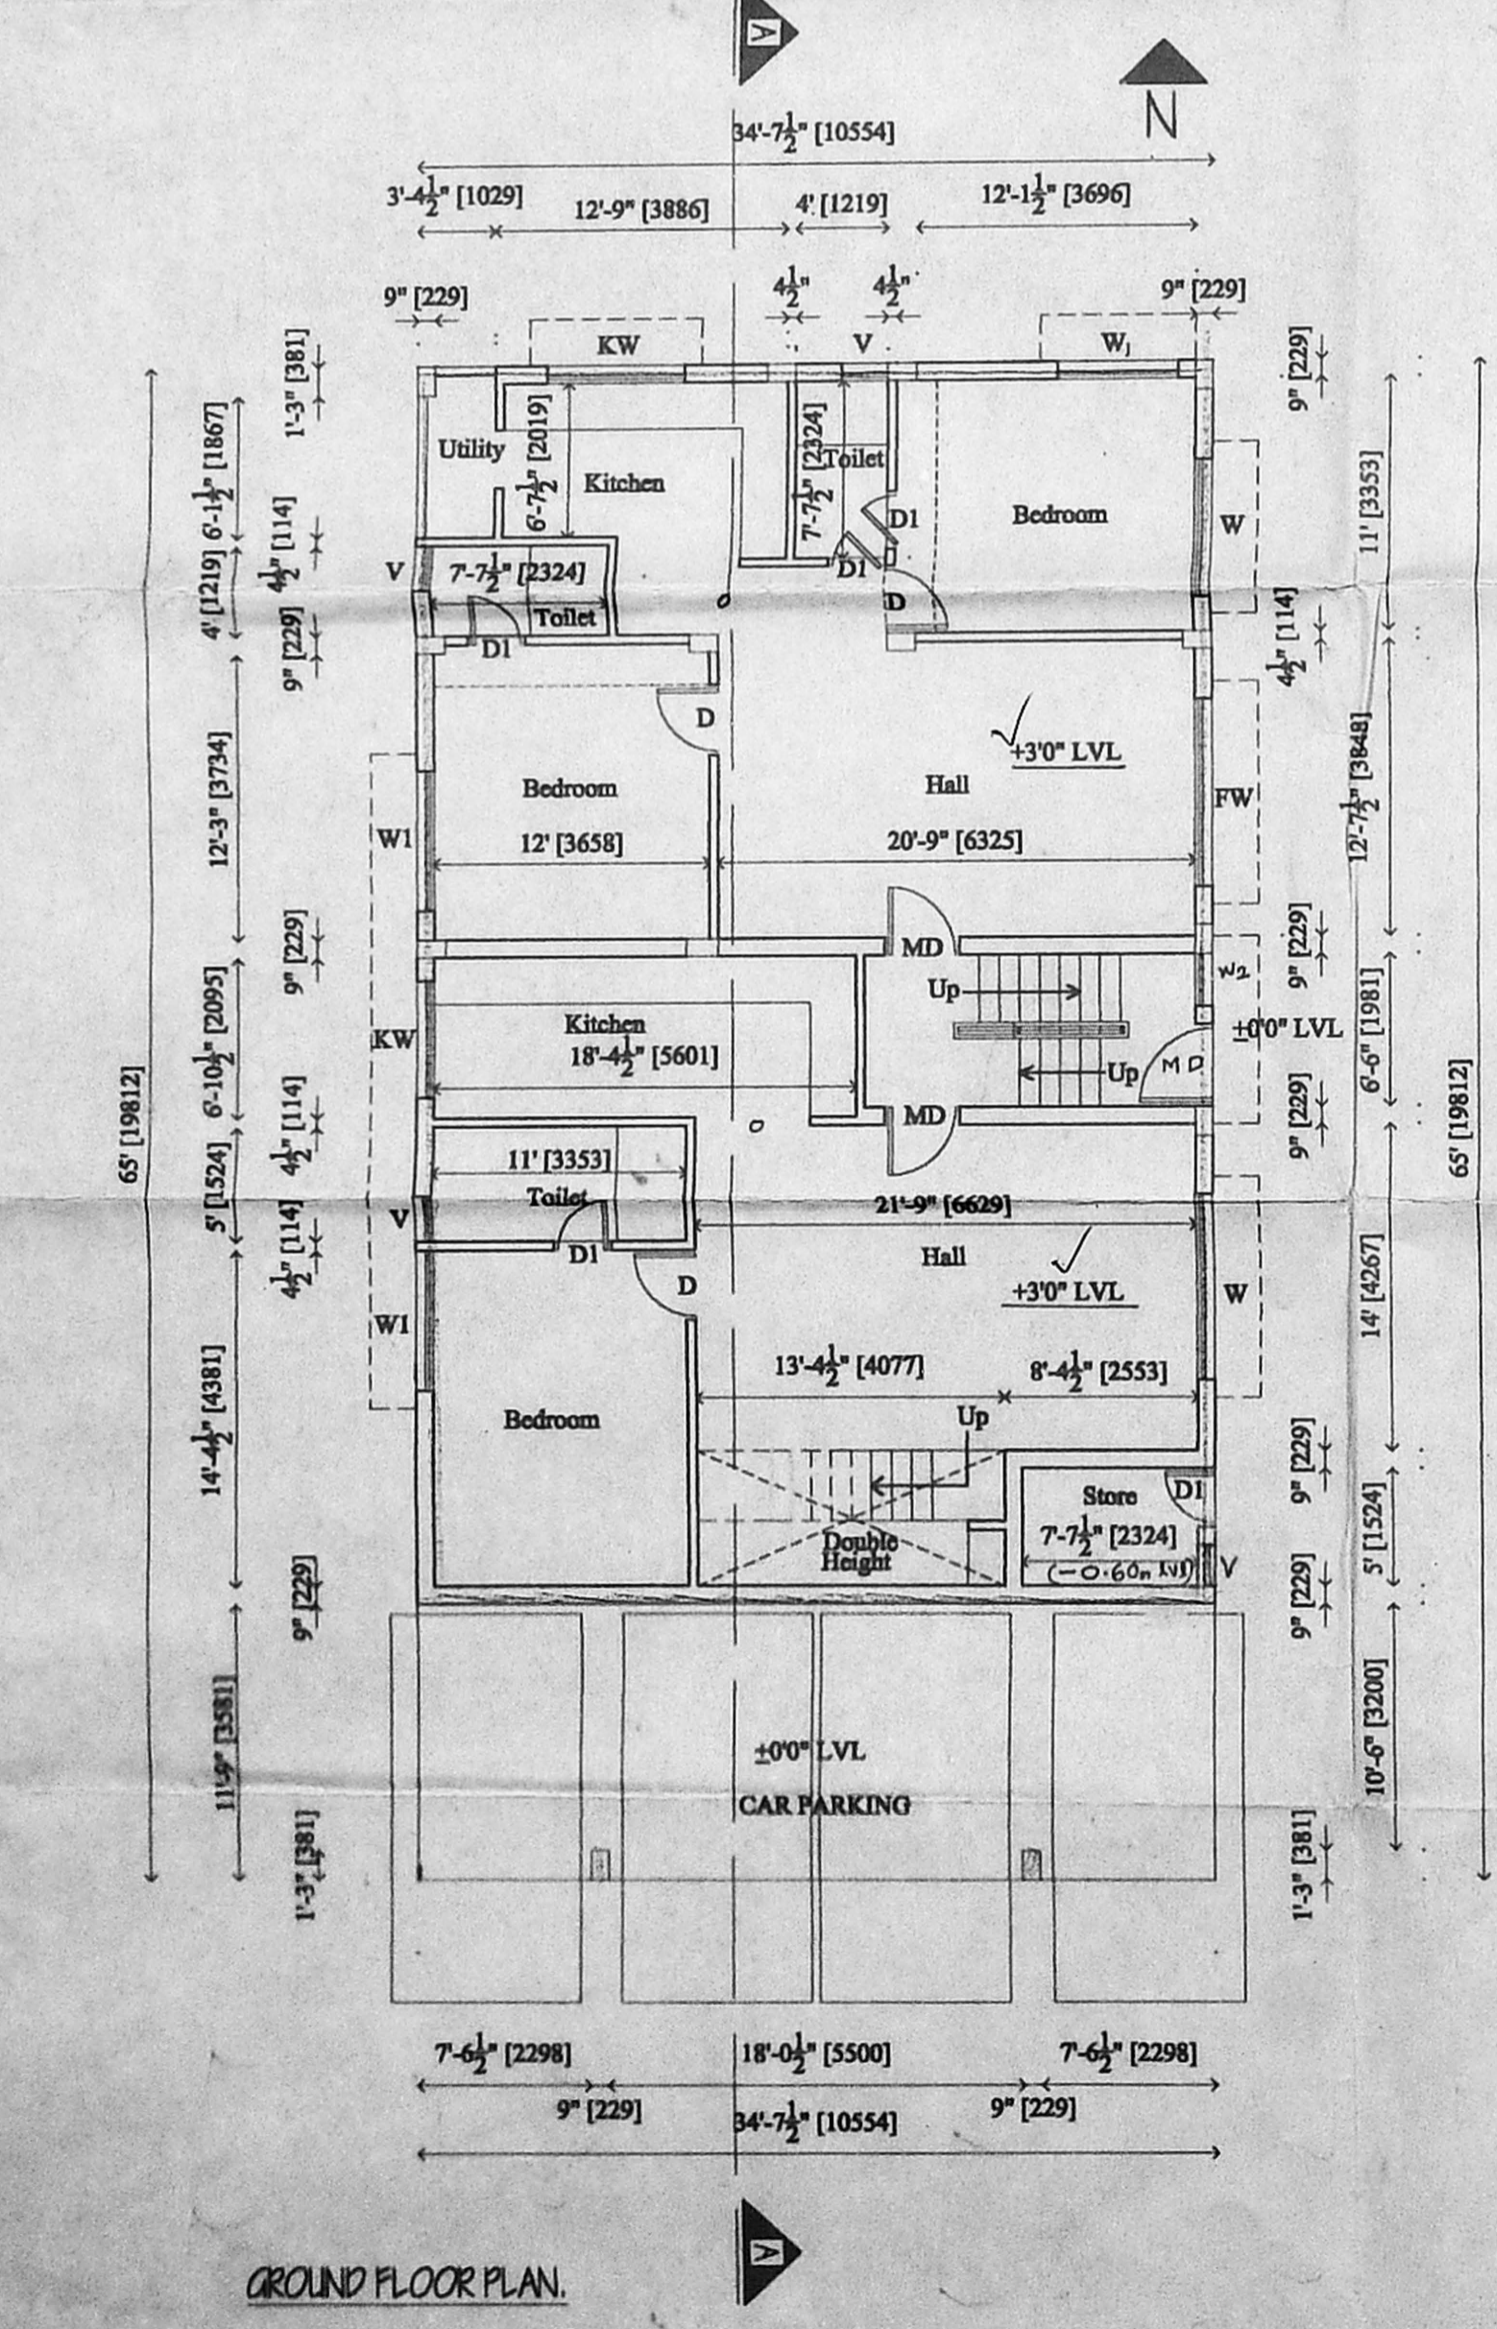 A
N
34'-7½" [10554]
3'-4½" [1029]
12'-9" [3886]
4' [1219]
12'-1½" [3696]
9" [229]
4½"
4½"
9" [229]
KW
V
W1
1'-3" [381]
9" [229]
6'-1½" [1867]
Utility
6'-7½" [2019]
Kitchen
7'-7½" [2324]
Toilet
D1
Bedroom
W
11' [3353]
4½" [114]
V
7'-7½" [2324]
D1
4' [1219]
Toilet
D
9" [229]
D1
4½" [114]
D
+3'0" LVL
12'-3" [3734]
Bedroom
Hall
FW
12'-7½" [3848]
W1
12' [3658]
20'-9" [6325]
9" [229]
MD
9" [229]
Up
W2
6'-10½" [2095]
KW
Kitchen
±0'0" LVL
6'-6" [1981]
18'-4½" [5601]
Up
MD
4½" [114]
MD
9" [229]
65' [19812]
65' [19812]
5' [1524]
11' [3353]
Toilet
V
21'-9" [6629]
4½" [114]
D1
Hall
D
+3'0" LVL
W
14' [4267]
W1
14'-4½" [4381]
13'-4½" [4077]
8'-4½" [2553]
Bedroom
Up
9" [229]
Store
D1
7'-7½" [2324]
5' [1524]
Double
Height
(-0.60m lvl)
V
9" [229]
9" [229]
11'-9" [3581]
±0'0" LVL
10'-6" [3200]
CAR PARKING
1'-3" [381]
1'-3" [381]
7'-6½" [2298]
18'-0½" [5500]
7'-6½" [2298]
9" [229]
9" [229]
34'-7½" [10554]
A
GROUND FLOOR PLAN.